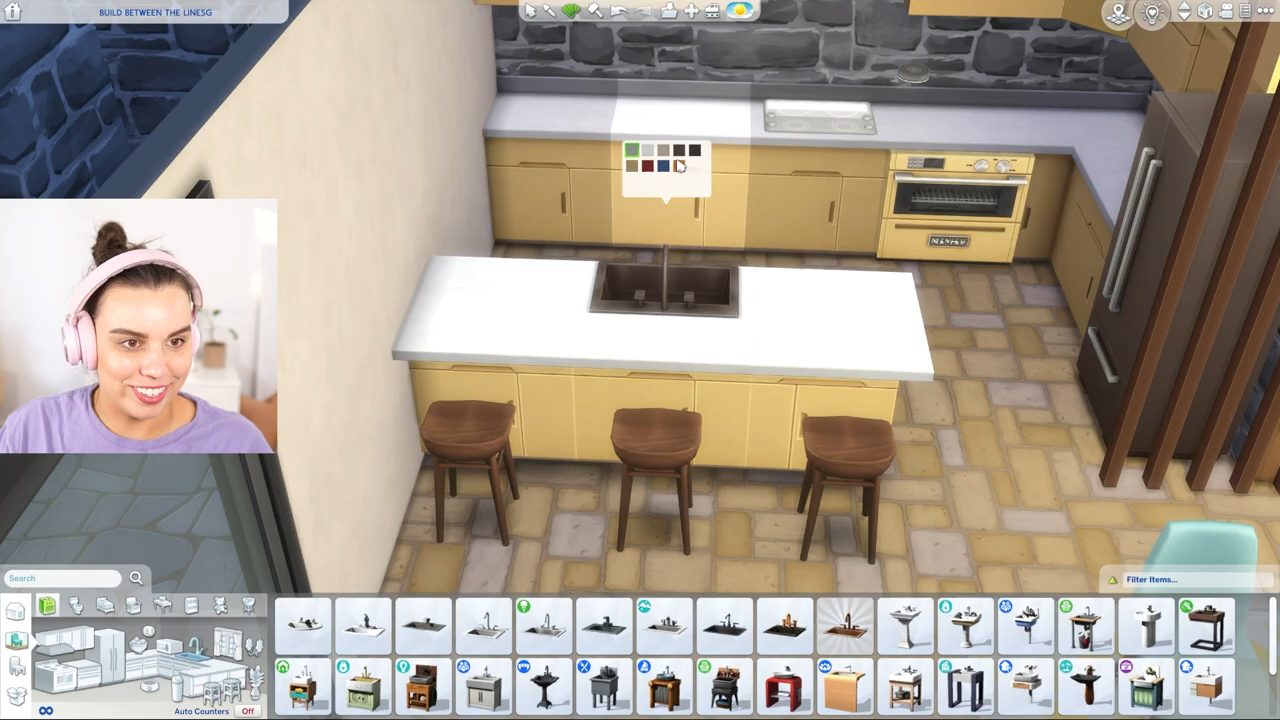 BUILD BETWEEN THE LINESG
Search
Filter Items...
Auto Counters
Off